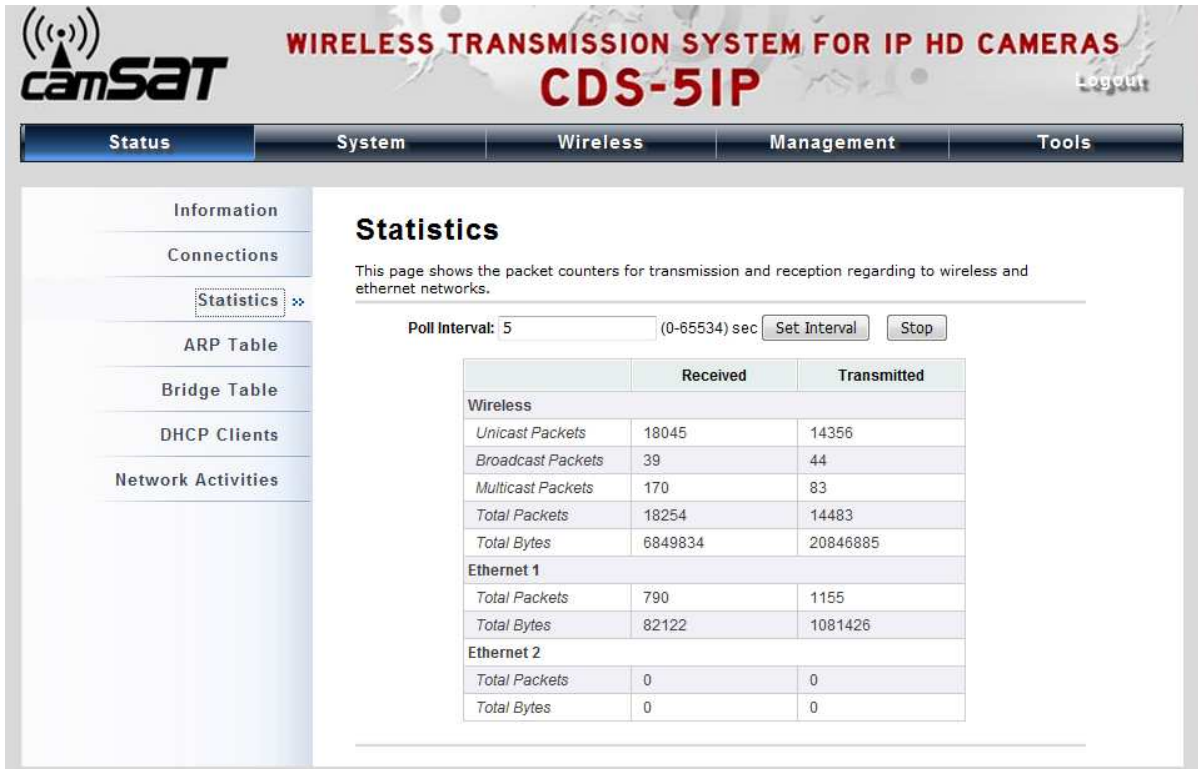 camSAT
WIRELESS TRANSMISSION SYSTEM FOR IP HD CAMERAS
CDS-5IP
Logout
Status System Wireless Management Tools
Information
Connections
Statistics »
ARP Table
Bridge Table
DHCP Clients
Network Activities
Statistics
This page shows the packet counters for transmission and reception regarding to wireless and
ethernet networks.
Poll Interval: 5 (0-65534) sec Set Interval Stop
Received Transmitted
Wireless
Unicast Packets 18045 14356
Broadcast Packets 39 44
Multicast Packets 170 83
Total Packets 18254 14483
Total Bytes 6849834 20846885
Ethernet 1
Total Packets 790 1155
Total Bytes 82122 1081426
Ethernet 2
Total Packets 0 0
Total Bytes 0 0